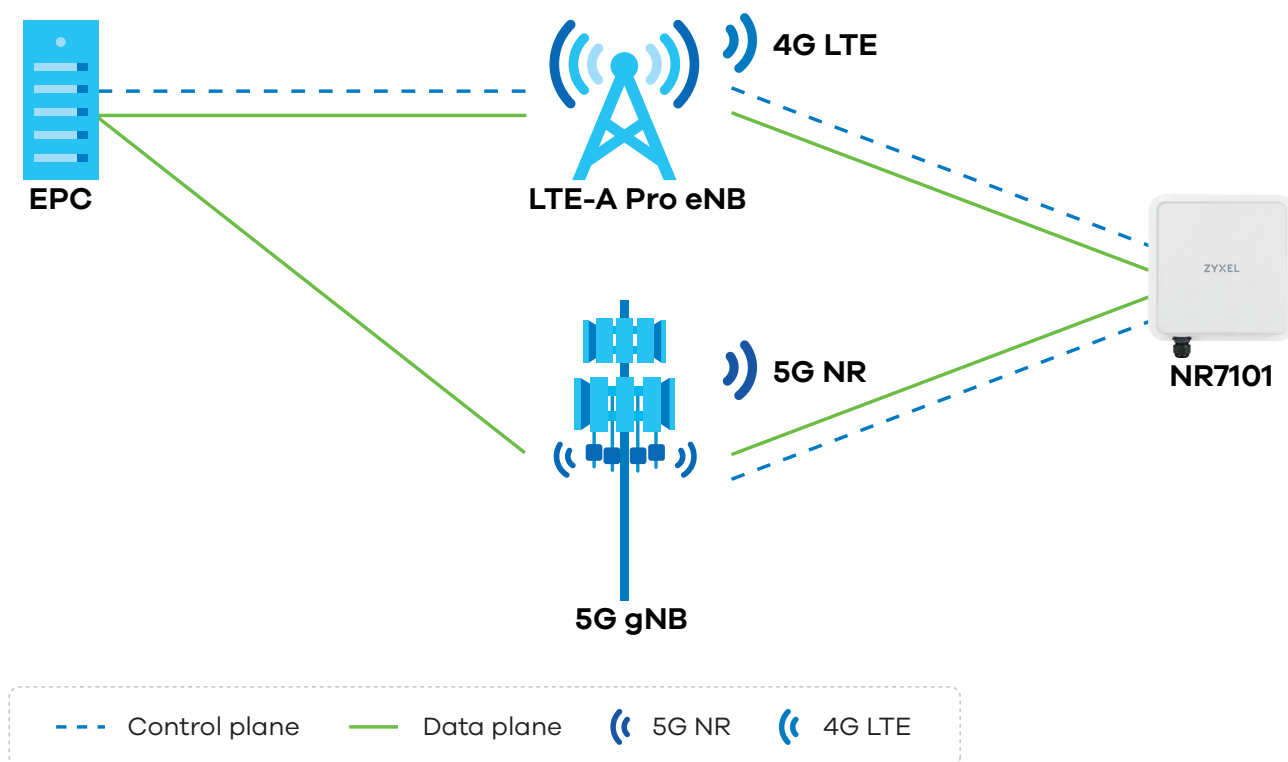 4G LTE
EPC
LTE-A Pro eNB
ZYXEL
5G NR
NR7101
5G gNB
Control plane
Data plane
5G NR
4G LTE